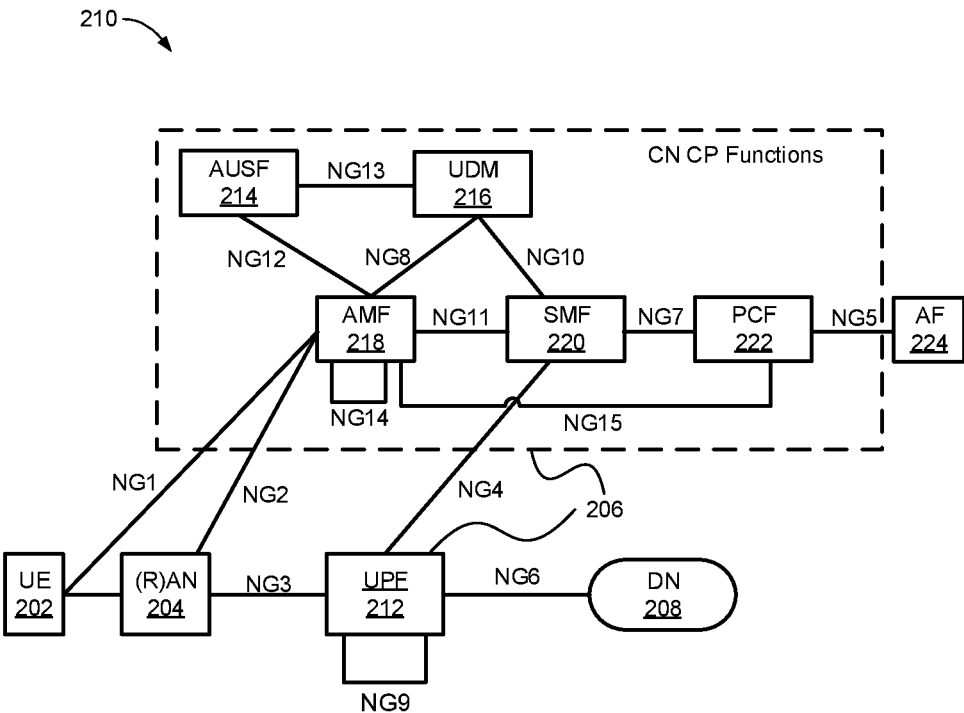 210
CN CP Functions
AUSF
214
NG13
UDM
216
NG12
NG8
NG10
AMF
218
NG11
SMF
220
NG7
PCF
222
NG5
AF
224
NG14
NG15
NG1
NG2
NG4
206
UE
202
(R)AN
204
NG3
UPF
212
NG6
DN
208
NG9